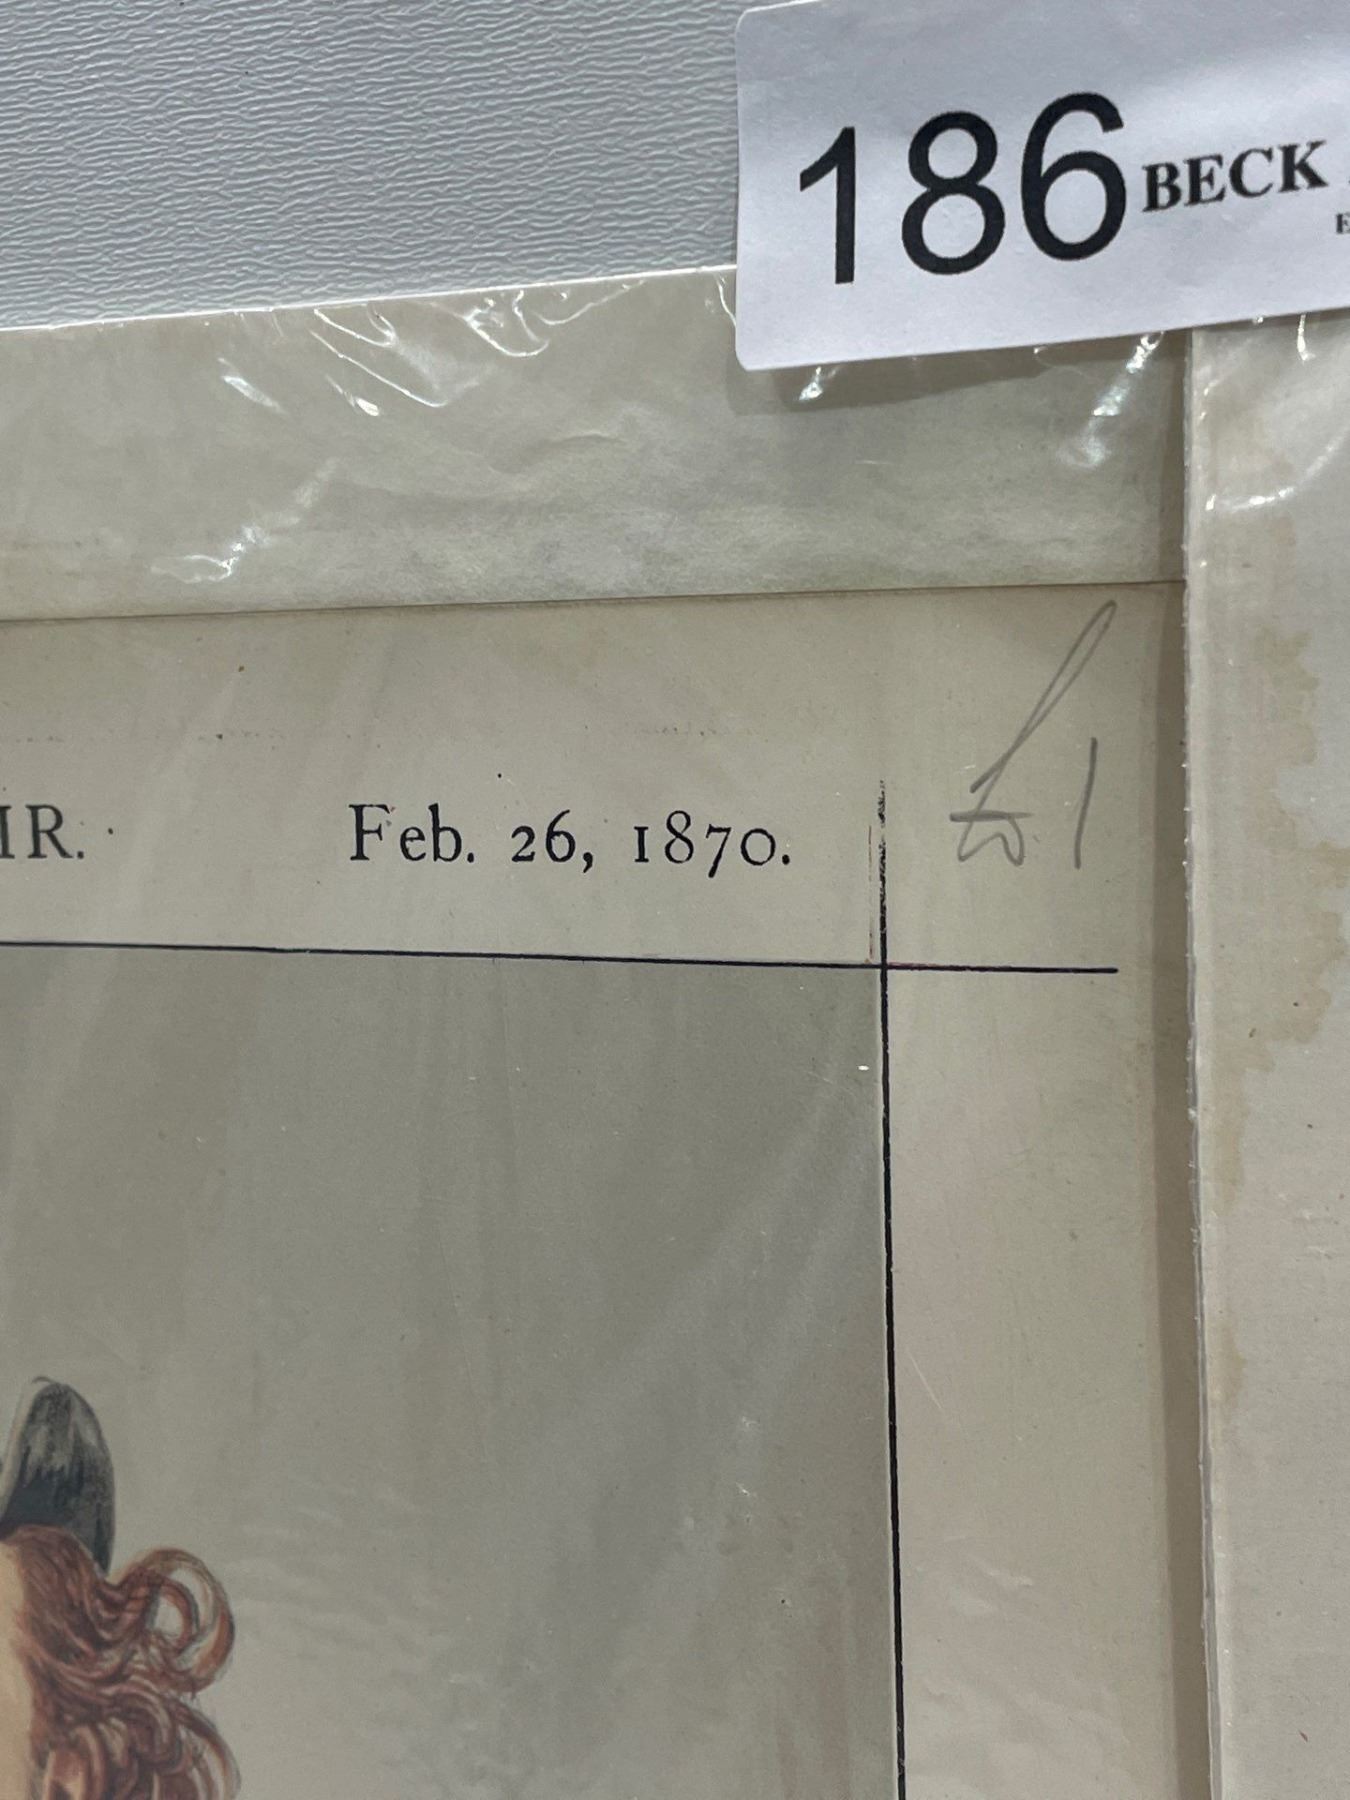 186 BECK
IR.
Feb. 26, 1870.